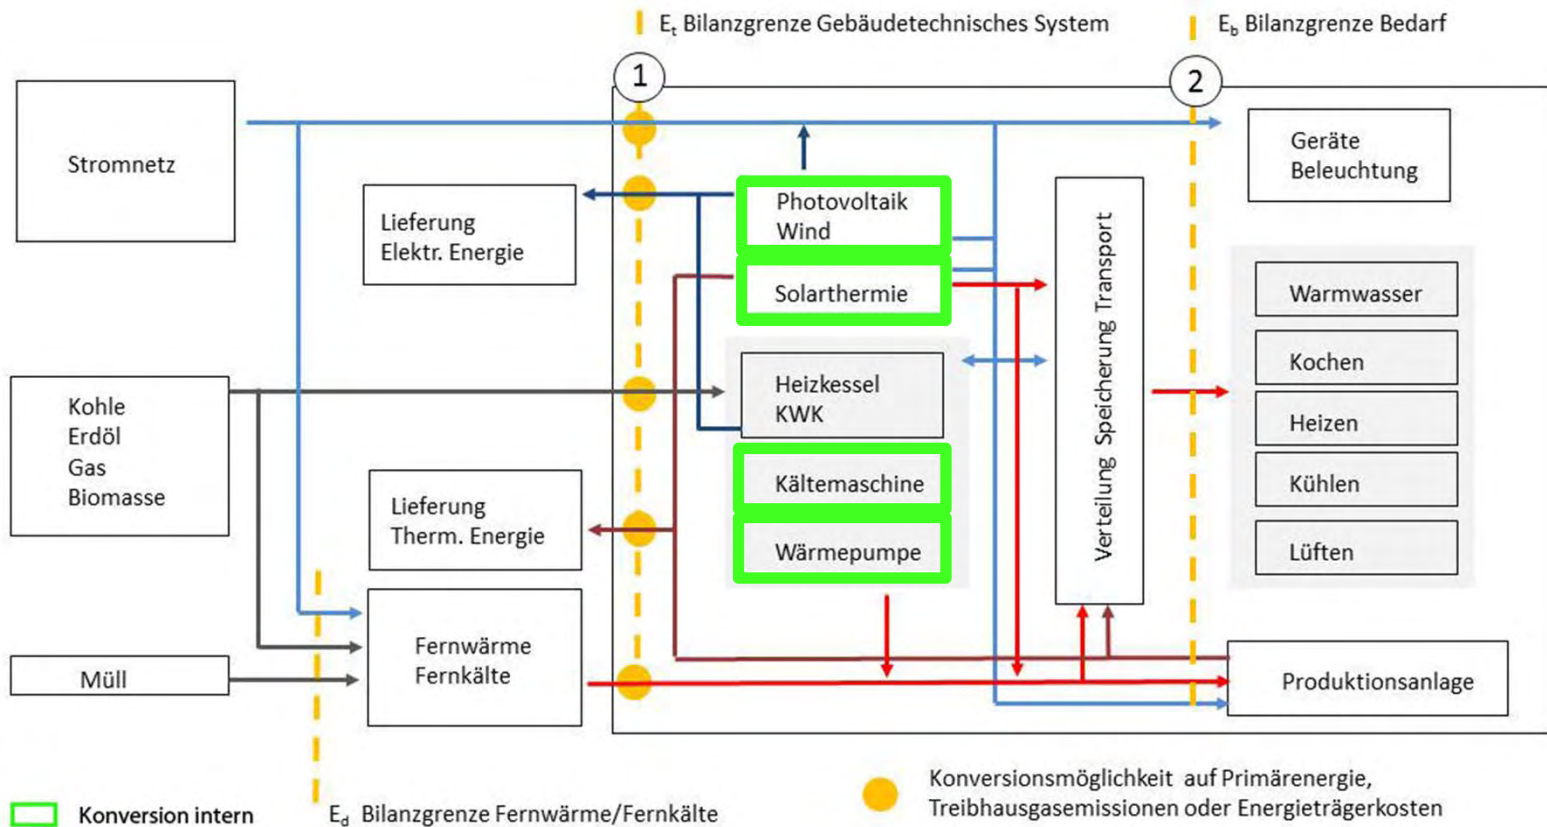 E_t Bilanzgrenze Gebäudetechnisches System
E_b Bilanzgrenze Bedarf
1
2
Stromnetz
Geräte
Beleuchtung
Lieferung
Elektr. Energie
Photovoltaik
Wind
Solarthermie
Verteilung Speicherung Transport
Warmwasser
Kochen
Heizen
Kühlen
Lüften
Kohle
Erdöl
Gas
Biomasse
Heizkessel
KWK
Kältemaschine
Wärmepumpe
Lieferung
Therm. Energie
Müll
Fernwärme
Fernkälte
Produktionsanlage
Konversion intern
E_d Bilanzgrenze Fernwärme/Fernkälte
Konversionsmöglichkeit auf Primärenergie,
Treibhausgasemissionen oder Energieträgerkosten